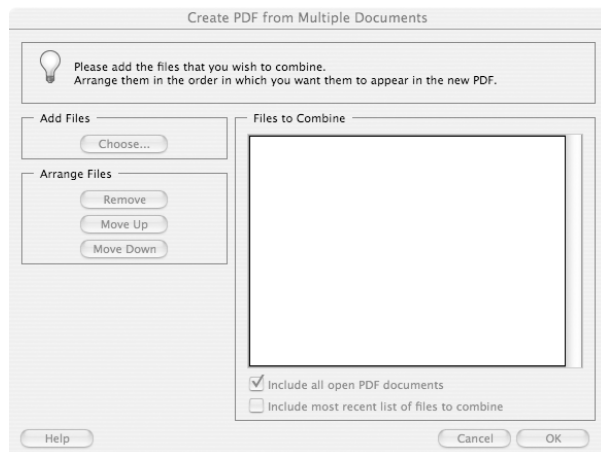 Create PDF from Multiple Documents
Please add the files that you wish to combine.
Arrange them in the order in which you want them to appear in the new PDF.
Add Files
Choose...
Arrange Files
Remove
Move Up
Move Down
Files to Combine
Include all open PDF documents
Include most recent list of files to combine
Help
Cancel
OK